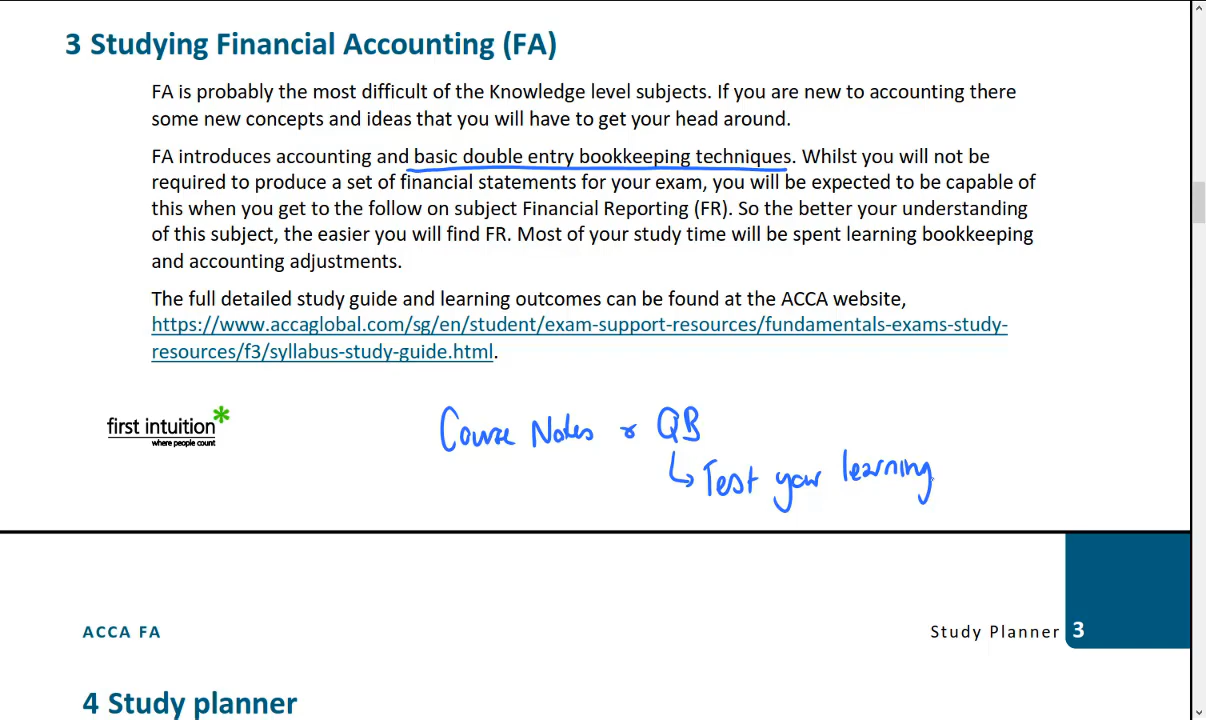 3 Studying Financial Accounting (FA)
FA is probably the most difficult of the Knowledge level subjects. If you are new to accounting there
some new concepts and ideas that you will have to get your head around.
FA introduces accounting and basic double entry bookkeeping techniques. Whilst you will not be
required to produce a set of financial statements for your exam, you will be expected to be capable of
this when you get to the follow on subject Financial Reporting (FR). So the better your understanding
of this subject, the easier you will find FR. Most of your study time will be spent learning bookkeeping
and accounting adjustments.
The full detailed study guide and learning outcomes can be found at the ACCA website,
https://www.accaglobal.com/sg/en/student/exam-support-resources/fundamentals-exams-study-
resources/f3/syllabus-study-guide.html.
first intuition*
where people count
Course Notes & QB
↳ Test your learning
ACCA FA
Study Planner 3
4 Study planner